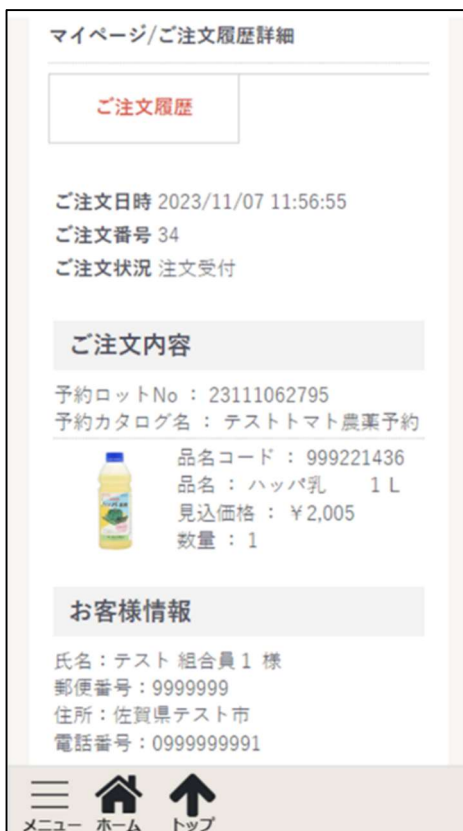 マイページ/ご注文履歴詳細
ご注文履歴
ご注文日時 2023/11/07 11:56:55
ご注文番号 34
ご注文状況 注文受付
ご注文内容
予約ロットNo : 23111062795
予約カタログ名 : テストトマト農薬予約
品名コード : 999221436
品名 : ハッパ乳 1L
見込価格 : ¥2,005
数量 : 1
お客様情報
氏名:テスト 組合員1 様
郵便番号:9999999
住所:佐賀県テスト市
電話番号:0999999991
メニュー ホーム トップ